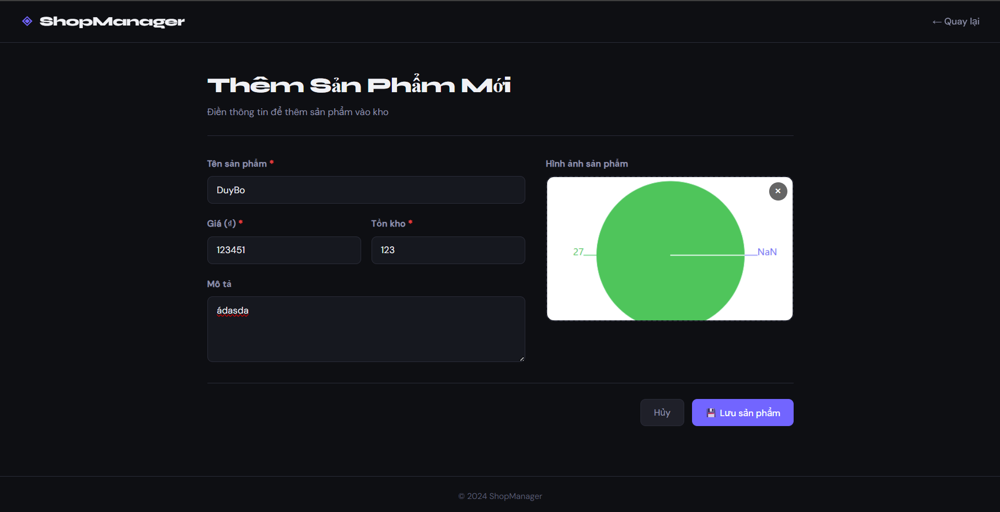 ShopManager
← Quay lại
Thêm Sản Phẩm Mới
Điền thông tin để thêm sản phẩm vào kho
Tên sản phẩm *
DuyBo
Giá (₫) *
Tồn kho *
123451
123
Mô tả
ádasda
Hình ảnh sản phẩm
×
27
NaN
Hủy
💾 Lưu sản phẩm
© 2024 ShopManager